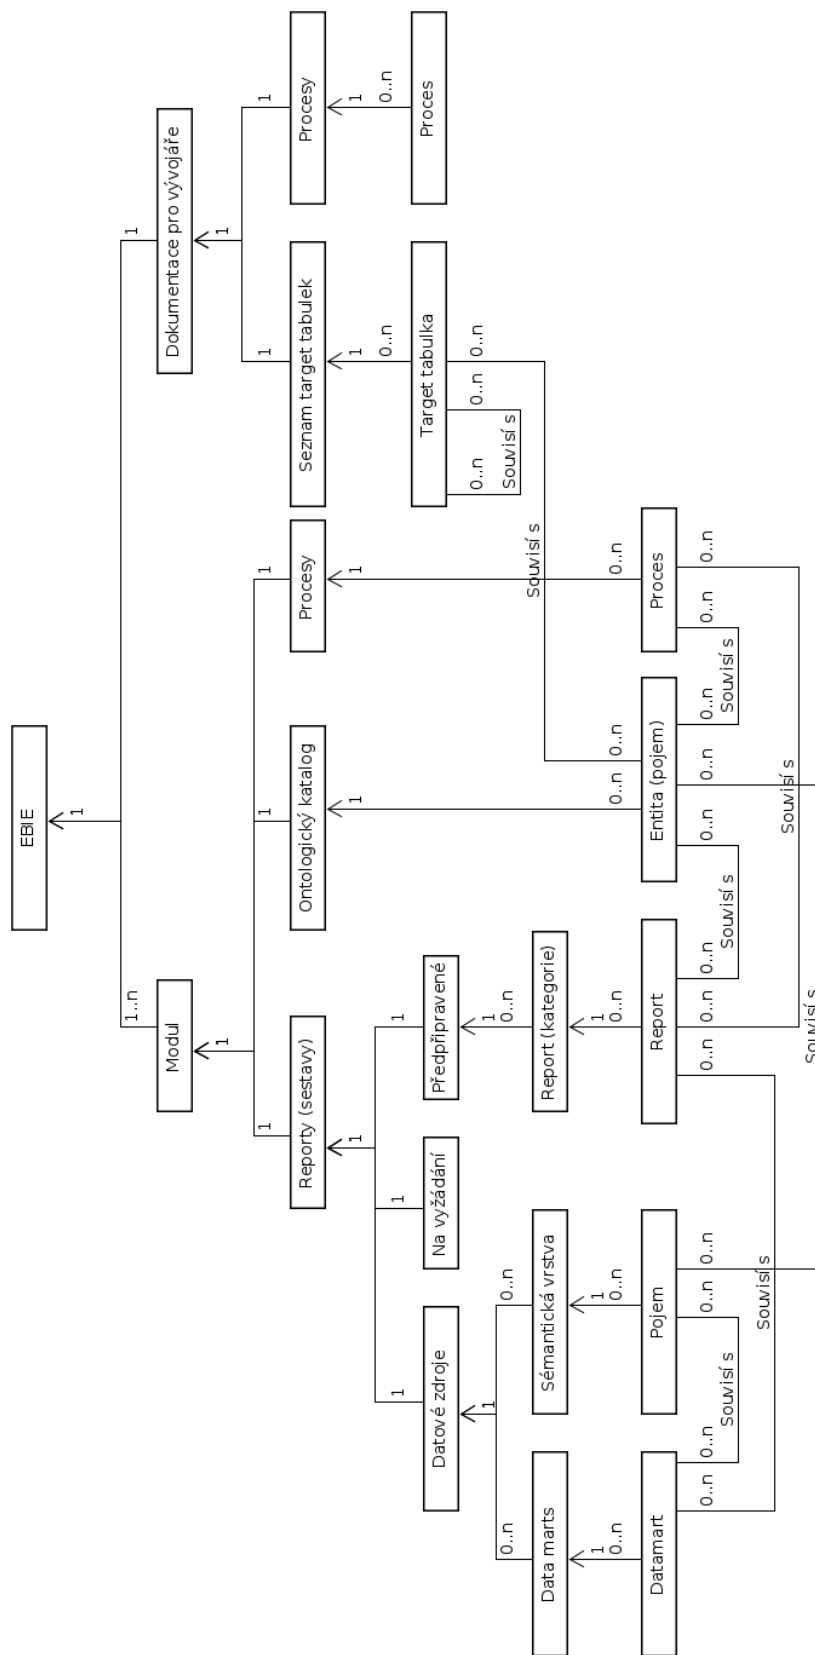 EBIE
1
1..n
1
Modul
Dokumentace pro vývojáře
1
1
1
1
1
1
1
Reporty (sestavy)
Ontologický katalog
Procesy
Seznam target tabulek
Procesy
1
1
1
1
1
1
1
1
0..n
0..n
Datové zdroje
Na vyžádání
Předpřipravené
Target tabulka
Proces
1
1
0..n
0..n
0..n
0..n
0..n
0..n
Souvisí s
Data marts
Sémantická vrstva
Report (kategorie)
Souvisí s
1
1
1
0..n
0..n
0..n
0..n
0..n
0..n
Datamart
Pojem
Report
Entita (pojem)
Proces
0..n
0..n
0..n
0..n
0..n
0..n
0..n
0..n
0..n
0..n
0..n
0..n
Souvisí s
Souvisí s
Souvisí s
Souvisí s
Souvisí s
Souvisí s